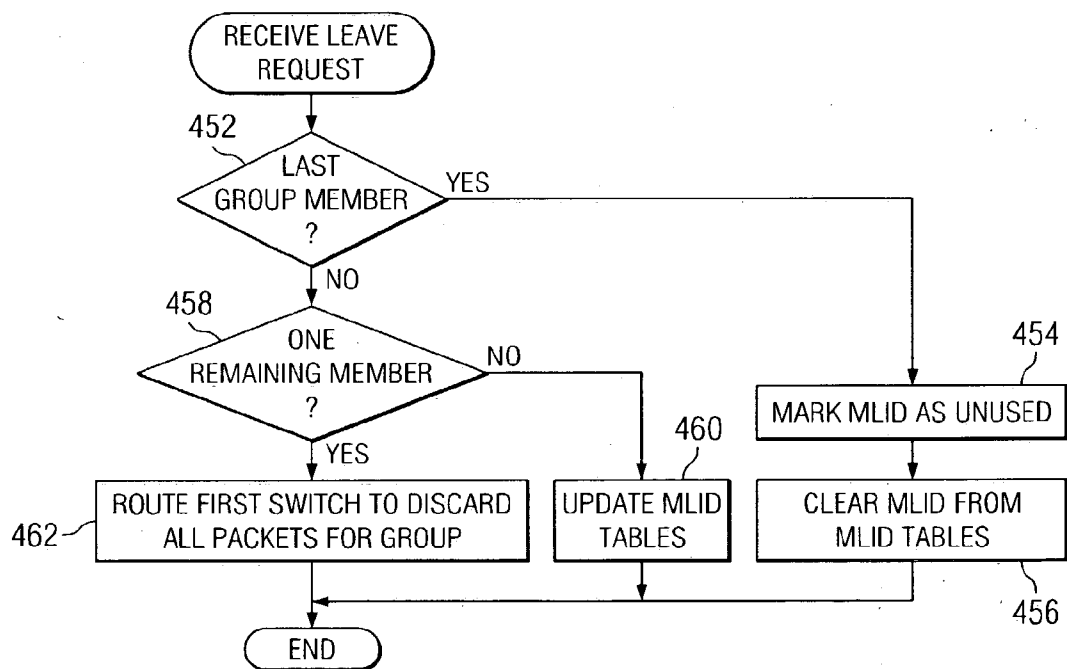 RECEIVE LEAVE
REQUEST
452
LAST
GROUP MEMBER
?
YES
NO
458
ONE
REMAINING MEMBER
?
NO
YES
454
MARK MLID AS UNUSED
460
462
ROUTE FIRST SWITCH TO DISCARD
ALL PACKETS FOR GROUP
UPDATE MLID
TABLES
CLEAR MLID FROM
MLID TABLES
456
END